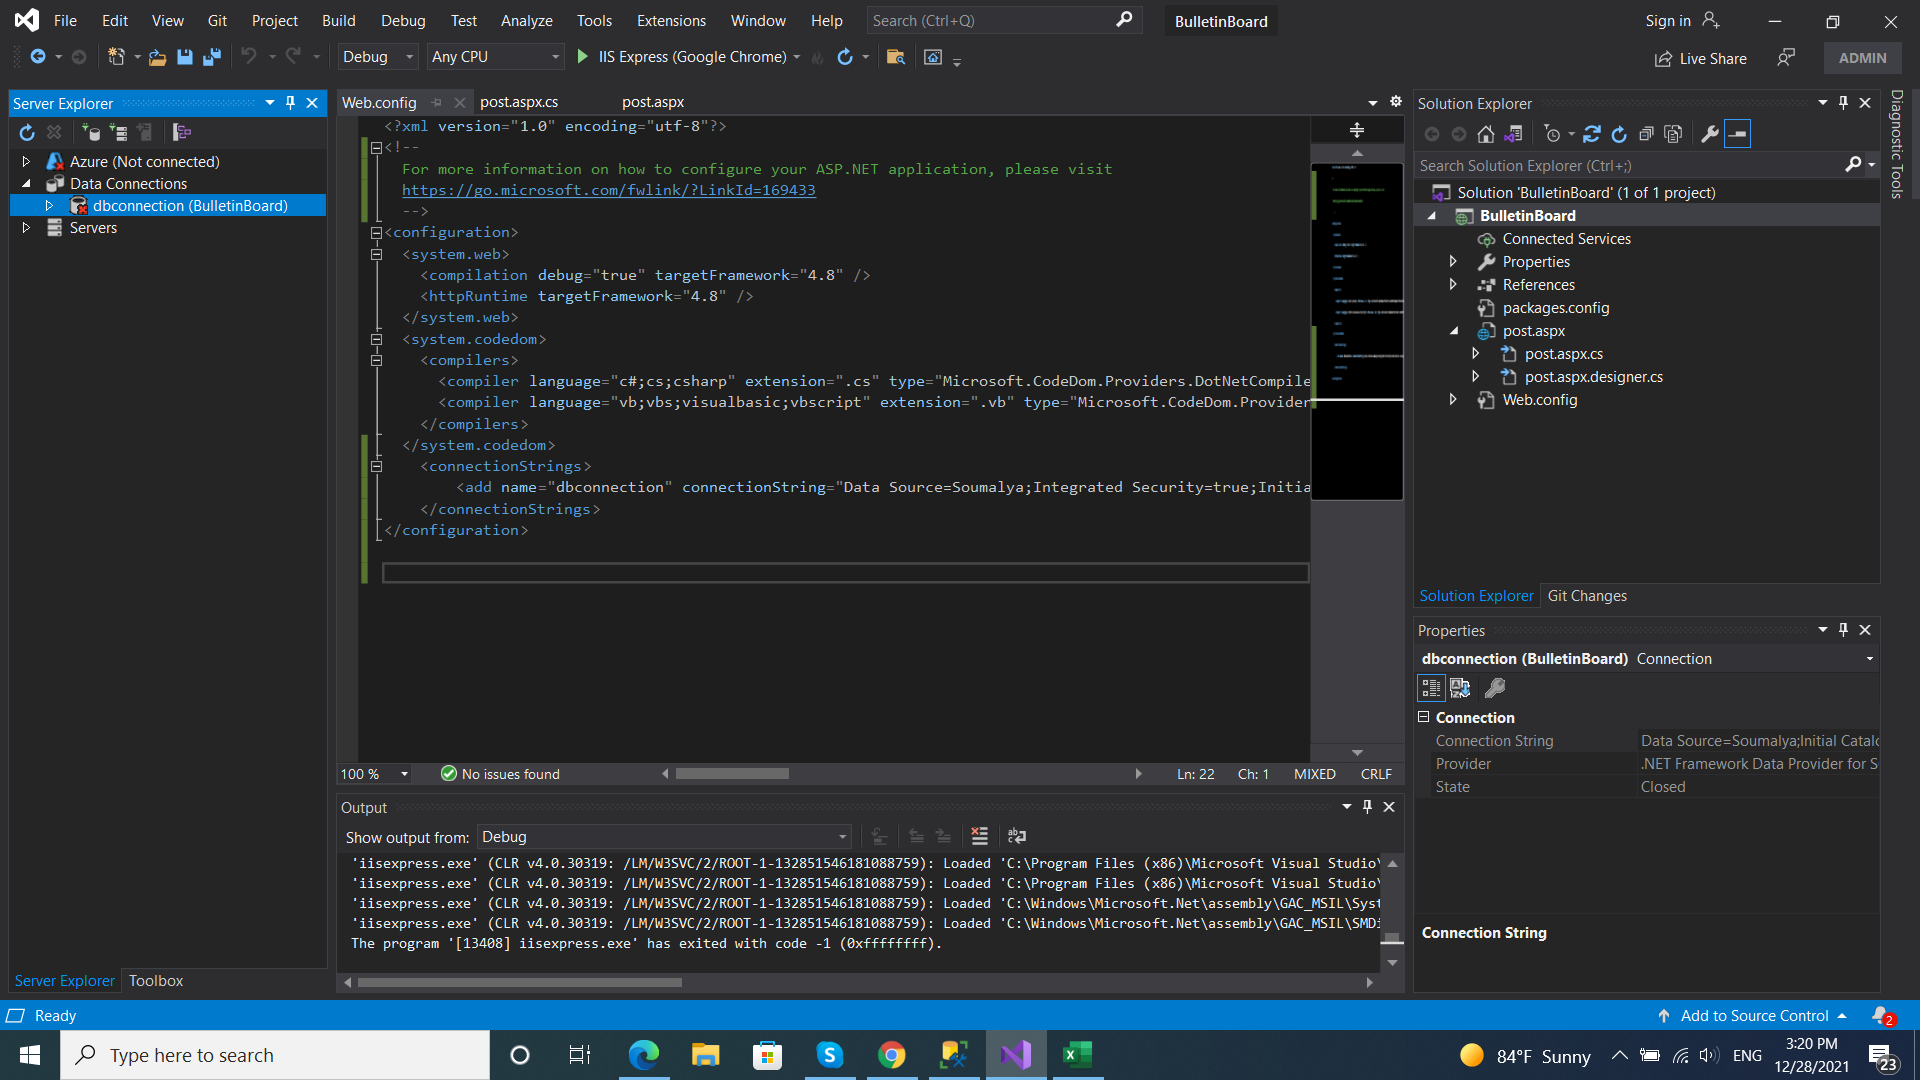 File Edit View Git Project Build Debug Test Analyze Tools Extensions Window Help Search (Ctrl+Q) BulletinBoard Sign in
Debug Any CPU IIS Express (Google Chrome) Live Share ADMIN
Server Explorer
Azure (Not connected)
Data Connections
dbconnection (BulletinBoard)
Servers
Server Explorer Toolbox
Web.config post.aspx.cs post.aspx
<?xml version="1.0" encoding="utf-8"?>
<!--
For more information on how to configure your ASP.NET application, please visit
https://go.microsoft.com/fwlink/?LinkId=169433
-->
<configuration>
<system.web>
<compilation debug="true" targetFramework="4.8" />
<httpRuntime targetFramework="4.8" />
</system.web>
<system.codedom>
<compilers>
<compiler language="c#;cs;csharp" extension=".cs" type="Microsoft.CodeDom.Providers.DotNetCompile
<compiler language="vb;vbs;visualbasic;vbscript" extension=".vb" type="Microsoft.CodeDom.Provider
</compilers>
</system.codedom>
<connectionStrings>
<add name="dbconnection" connectionString="Data Source=Soumalya;Integrated Security=true;Initia
</connectionStrings>
</configuration>
100 % No issues found Ln: 22 Ch: 1 MIXED CRLF
Output
Show output from: Debug
'iisexpress.exe' (CLR v4.0.30319: /LM/W3SVC/2/ROOT-1-132851546181088759): Loaded 'C:\Program Files (x86)\Microsoft Visual Studio\
'iisexpress.exe' (CLR v4.0.30319: /LM/W3SVC/2/ROOT-1-132851546181088759): Loaded 'C:\Program Files (x86)\Microsoft Visual Studio\
'iisexpress.exe' (CLR v4.0.30319: /LM/W3SVC/2/ROOT-1-132851546181088759): Loaded 'C:\Windows\Microsoft.Net\assembly\GAC_MSIL\Syst
'iisexpress.exe' (CLR v4.0.30319: /LM/W3SVC/2/ROOT-1-132851546181088759): Loaded 'C:\Windows\Microsoft.Net\assembly\GAC_MSIL\SMDi
The program '[13408] iisexpress.exe' has exited with code -1 (0xffffffff).
Solution Explorer
Search Solution Explorer (Ctrl+;)
Solution 'BulletinBoard' (1 of 1 project)
BulletinBoard
Connected Services
Properties
References
packages.config
post.aspx
post.aspx.cs
post.aspx.designer.cs
Web.config
Solution Explorer Git Changes
Properties
dbconnection (BulletinBoard) Connection
Connection
Connection String Data Source=Soumalya;Initial Catalo
Provider .NET Framework Data Provider for S
State Closed
Connection String
Diagnostic Tools
Ready Add to Source Control 2
Type here to search 84°F Sunny ENG 3:20 PM
12/28/2021 23